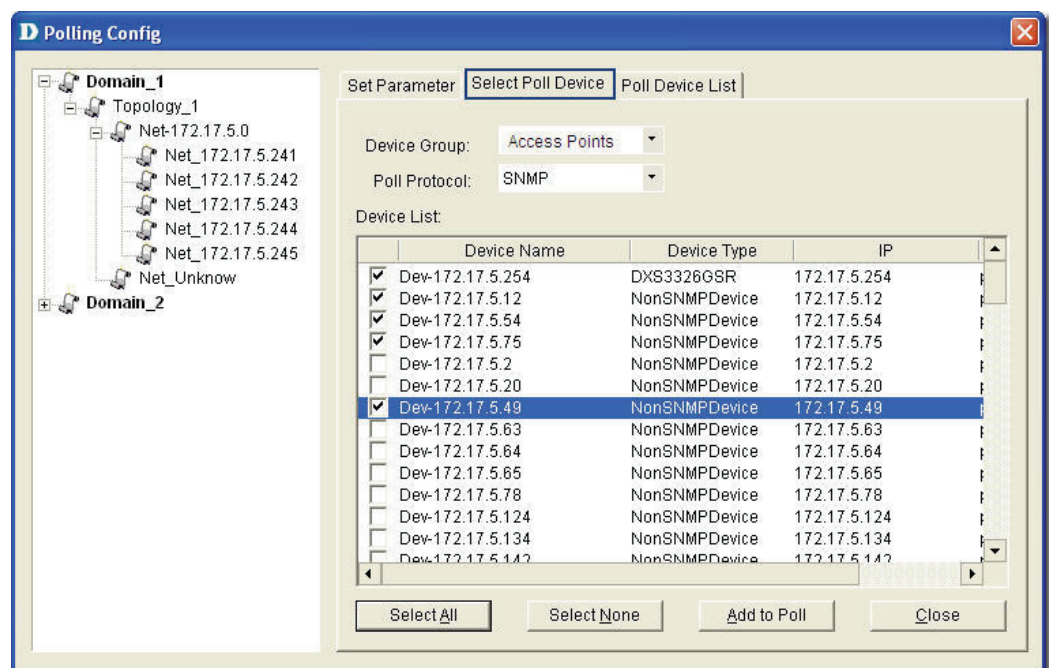 D Polling Config
Domain_1
Topology_1
Net-172.17.5.0
Net_172.17.5.241
Net_172.17.5.242
Net_172.17.5.243
Net_172.17.5.244
Net_172.17.5.245
Net_Unknow
Domain_2
Set Parameter Select Poll Device Poll Device List
Device Group: Access Points
Poll Protocol: SNMP
Device List:
Device Name Device Type IP
Dev-172.17.5.254 DXS3326GSR 172.17.5.254
Dev-172.17.5.12 NonSNMPDevice 172.17.5.12
Dev-172.17.5.54 NonSNMPDevice 172.17.5.54
Dev-172.17.5.75 NonSNMPDevice 172.17.5.75
Dev-172.17.5.2 NonSNMPDevice 172.17.5.2
Dev-172.17.5.20 NonSNMPDevice 172.17.5.20
Dev-172.17.5.49 NonSNMPDevice 172.17.5.49
Dev-172.17.5.63 NonSNMPDevice 172.17.5.63
Dev-172.17.5.64 NonSNMPDevice 172.17.5.64
Dev-172.17.5.65 NonSNMPDevice 172.17.5.65
Dev-172.17.5.78 NonSNMPDevice 172.17.5.78
Dev-172.17.5.124 NonSNMPDevice 172.17.5.124
Dev-172.17.5.134 NonSNMPDevice 172.17.5.134
Dev-172.17.5.142 NonSNMPDevice 172.17.5.142
Select All Select None Add to Poll Close